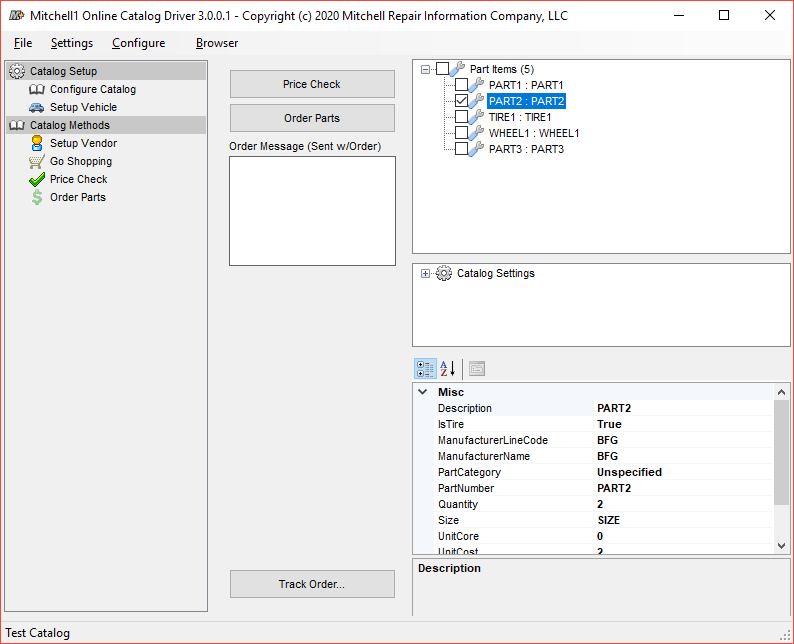 Mitchell1 Online Catalog Driver 3.0.0.1 - Copyright (c) 2020 Mitchell Repair Information Company, LLC
File Settings Configure Browser
Catalog Setup
Configure Catalog
Setup Vehicle
Catalog Methods
Setup Vendor
Go Shopping
Price Check
Order Parts
Price Check
Order Parts
Order Message (Sent w/Order)
Track Order...
Part Items (5)
PART1 : PART1
PART2 : PART2
TIRE1 : TIRE1
WHEEL1 : WHEEL1
PART3 : PART3
Catalog Settings
Misc
Description PART2
IsTire True
ManufacturerLineCode BFG
ManufacturerName BFG
PartCategory Unspecified
PartNumber PART2
Quantity 2
Size SIZE
UnitCore 0
UnitCost 2
Description
Test Catalog